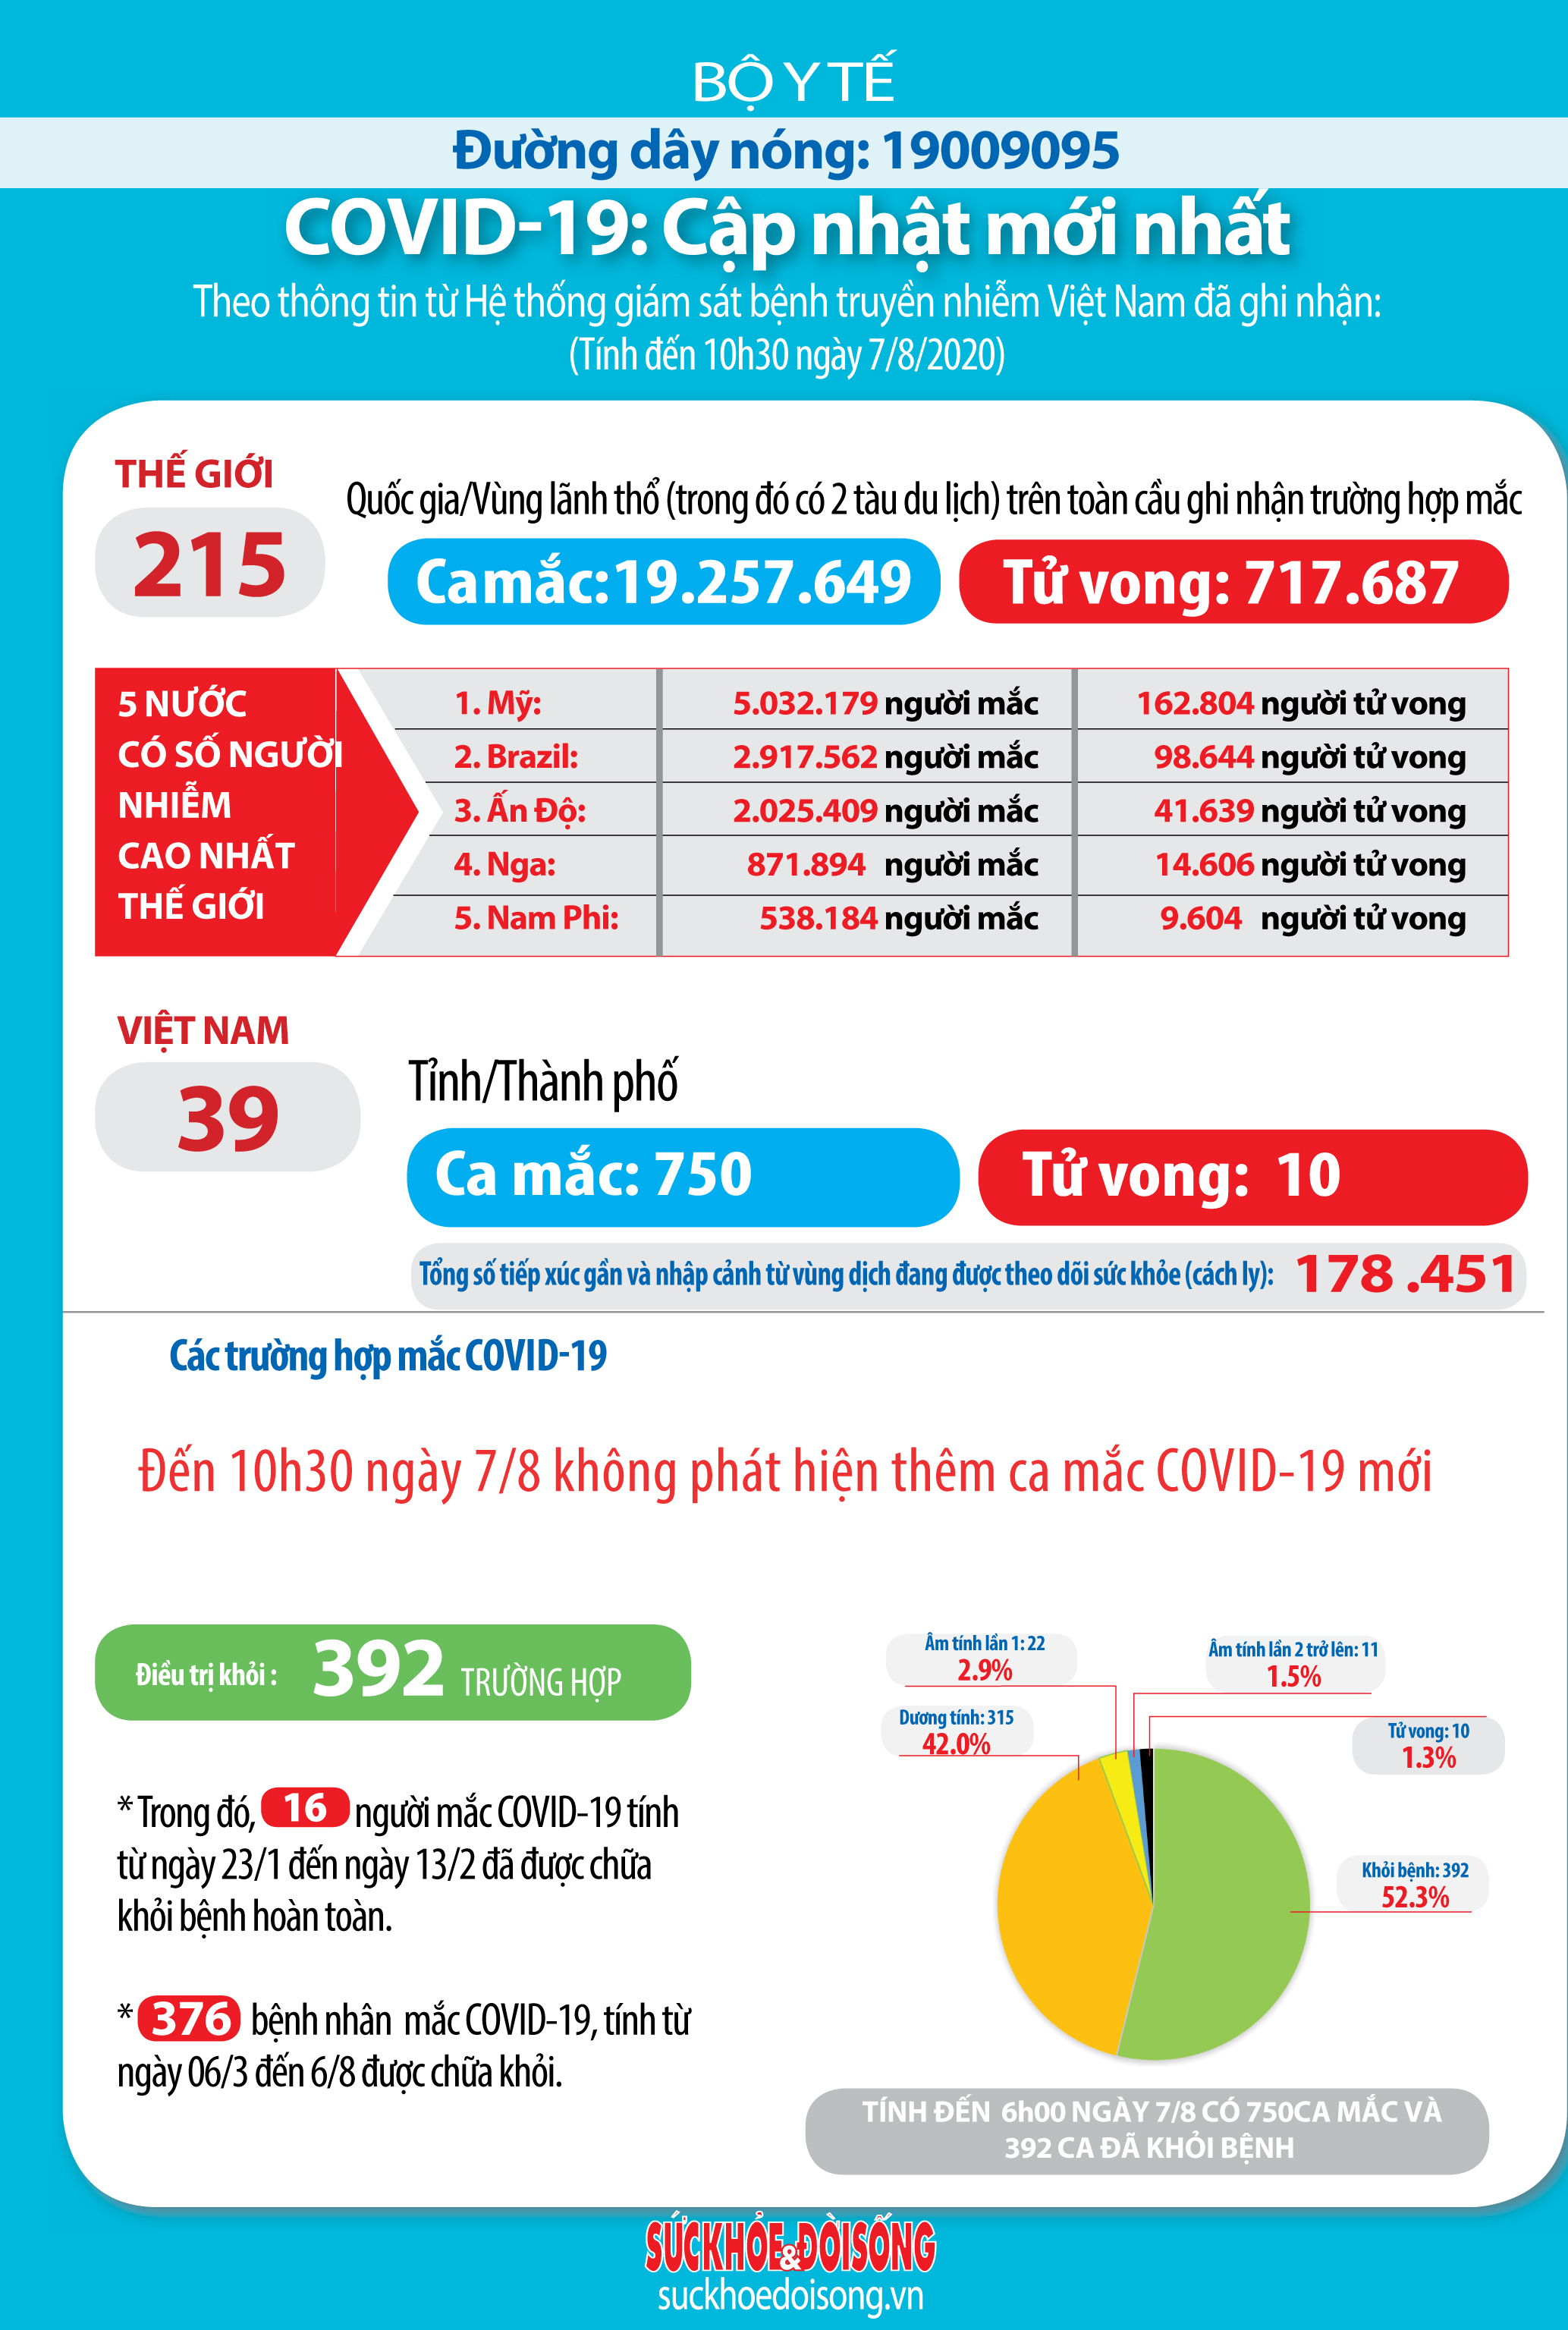 BỘ Y TẾ
Đường dây nóng: 19009095
COVID-19: Cập nhật mới nhất
Theo thông tin từ Hệ thống giám sát bệnh truyền nhiễm Việt Nam đã ghi nhận:
(Tính đến 10h30 ngày 7/8/2020)
THẾ GIỚI
215
Quốc gia/Vùng lãnh thổ (trong đó có 2 tàu du lịch) trên toàn cầu ghi nhận trường hợp mắc
Ca mắc: 19.257.649
Tử vong: 717.687
5 NƯỚC
CÓ SỐ NGƯỜI
NHIỄM
CAO NHẤT
THẾ GIỚI
1. Mỹ: 5.032.179 người mắc 162.804 người tử vong
2. Brazil: 2.917.562 người mắc 98.644 người tử vong
3. Ấn Độ: 2.025.409 người mắc 41.639 người tử vong
4. Nga: 871.894 người mắc 14.606 người tử vong
5. Nam Phi: 538.184 người mắc 9.604 người tử vong
VIỆT NAM
39
Tỉnh/Thành phố
Ca mắc: 750
Tử vong: 10
Tổng số tiếp xúc gần và nhập cảnh từ vùng dịch đang được theo dõi sức khỏe (cách ly): 178 .451
Các trường hợp mắc COVID-19
Đến 10h30 ngày 7/8 không phát hiện thêm ca mắc COVID-19 mới
Điều trị khỏi : 392 TRƯỜNG HỢP
* Trong đó, 16 người mắc COVID-19 tính
từ ngày 23/1 đến ngày 13/2 đã được chữa
khỏi bệnh hoàn toàn.
* 376 bệnh nhân mắc COVID-19, tính từ
ngày 06/3 đến 6/8 được chữa khỏi.
Âm tính lần 1: 22
2.9%
Âm tính lần 2 trở lên: 11
1.5%
Dương tính: 315
42.0%
Tử vong: 10
1.3%
Khỏi bệnh: 392
52.3%
TÍNH ĐẾN 6h00 NGÀY 7/8 CÓ 750CA MẮC VÀ
392 CA ĐÃ KHỎI BỆNH
SỨC KHỎE & ĐỜI SỐNG
suckhoedoisong.vn